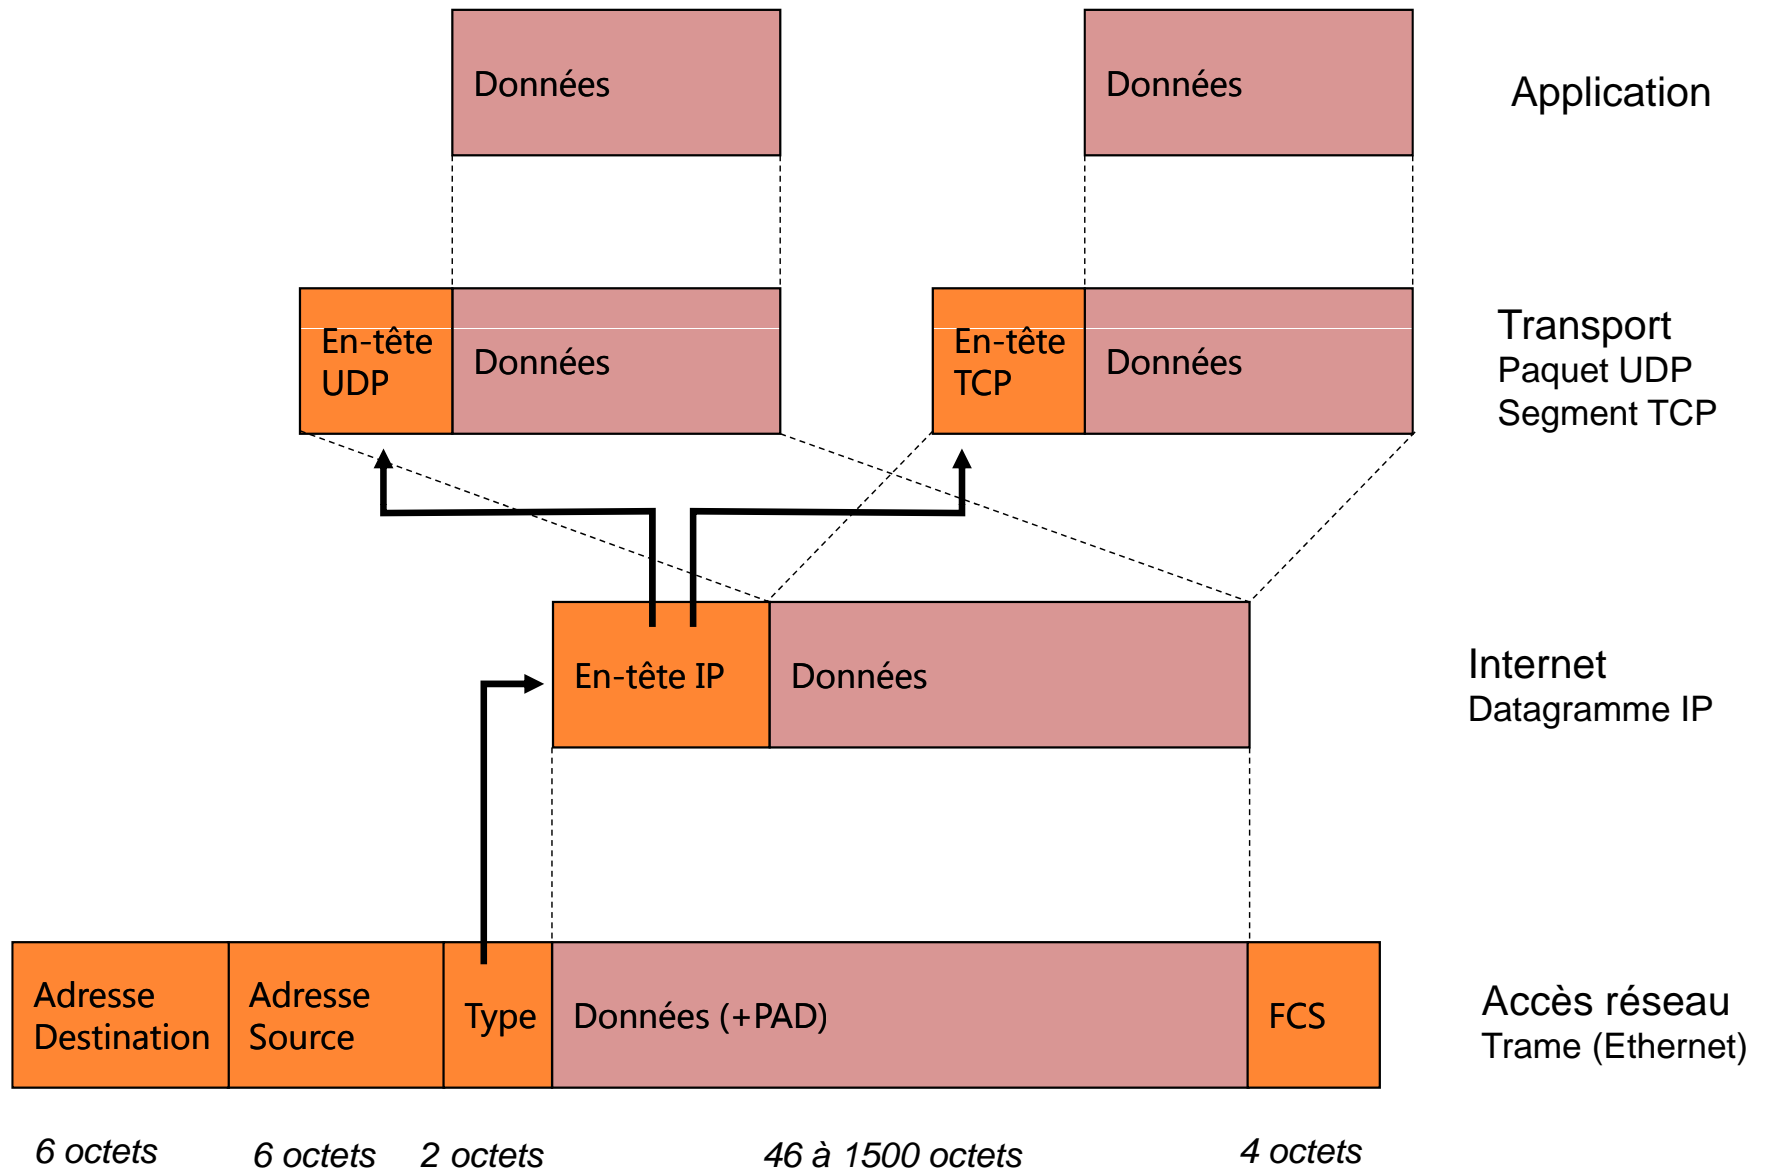 Données
Données
Application
En-tête
UDP
Données
En-tête
TCP
Données
Transport
Paquet UDP
Segment TCP
En-tête IP
Données
Internet
Datagramme IP
Adresse
Destination
Adresse
Source
Type
Données (+PAD)
FCS
Accès réseau
Trame (Ethernet)
6 octets
6 octets
2 octets
46 à 1500 octets
4 octets